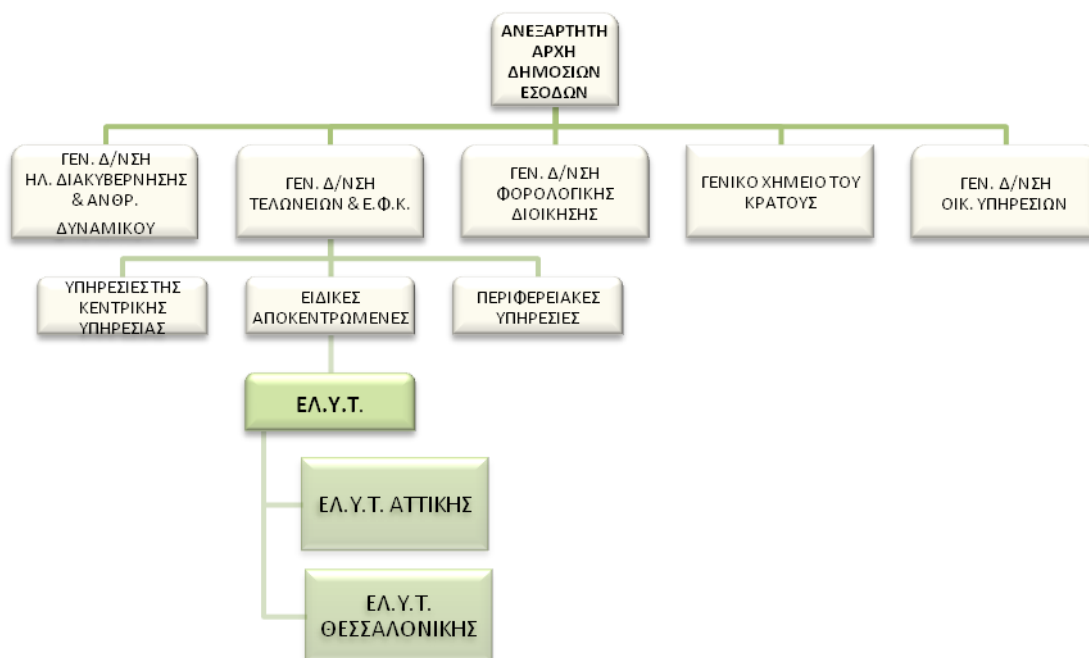 ΑΝΕΞΑΡΤΗΤΗ
ΑΡΧΗ
ΔΗΜΟΣΙΩΝ
ΕΣΟΔΩΝ
ΓΕΝ. Δ/ΝΣΗ
ΗΛ. ΔΙΑΚΥΒΕΡΝΗΣΗΣ
& ΑΝΘΡ.
ΔΥΝΑΜΙΚΟΥ
ΓΕΝ. Δ/ΝΣΗ
ΤΕΛΩΝΕΙΩΝ & Ε.Φ.Κ.
ΓΕΝ. Δ/ΝΣΗ
ΦΟΡΟΛΟΓΙΚΗΣ
ΔΙΟΙΚΗΣΗΣ
ΓΕΝΙΚΟ ΧΗΜΕΙΟ ΤΟΥ
ΚΡΑΤΟΥΣ
ΓΕΝ. Δ/ΝΣΗ
ΟΙΚ. ΥΠΗΡΕΣΙΩΝ
ΥΠΗΡΕΣΙΕΣ ΤΗΣ
ΚΕΝΤΡΙΚΗΣ
ΥΠΗΡΕΣΙΑΣ
ΕΙΔΙΚΕΣ
ΑΠΟΚΕΝΤΡΩΜΕΝΕΣ
ΠΕΡΙΦΕΡΕΙΑΚΕΣ
ΥΠΗΡΕΣΙΕΣ
ΕΛ.Υ.Τ.
ΕΛ.Υ.Τ. ΑΤΤΙΚΗΣ
ΕΛ.Υ.Τ.
ΘΕΣΣΑΛΟΝΙΚΗΣ